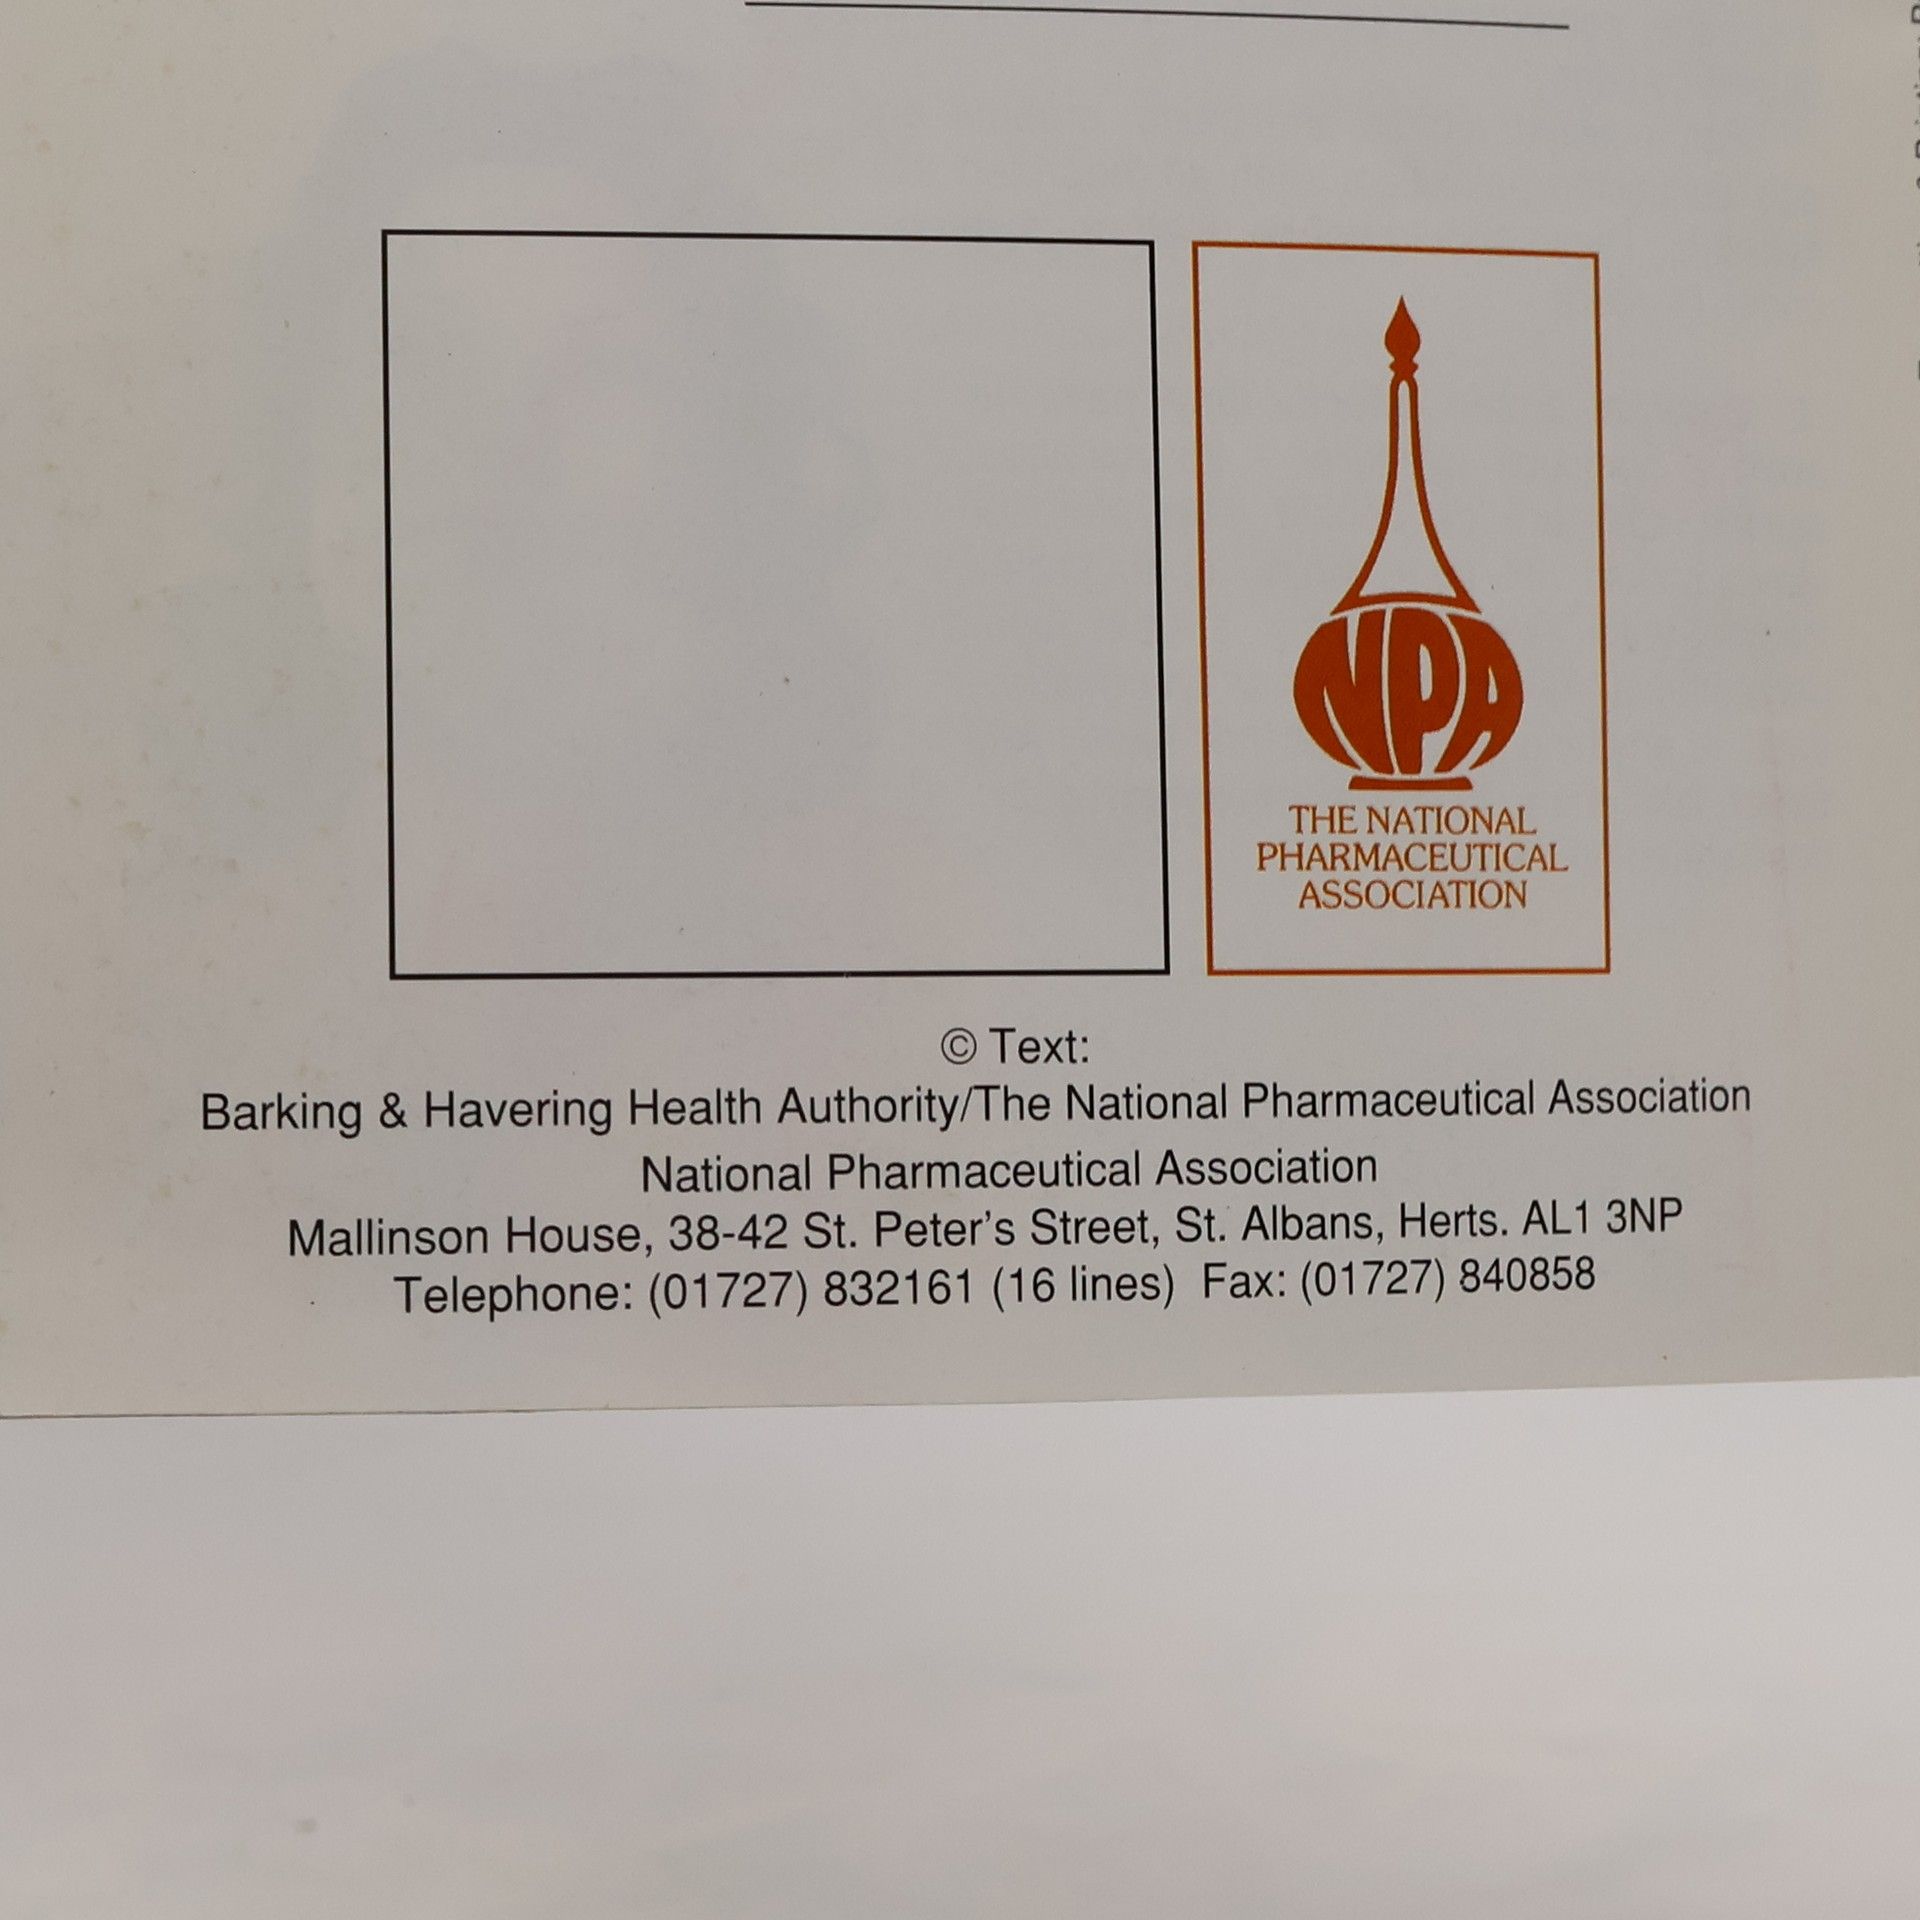 NPA
THE NATIONAL
PHARMACEUTICAL
ASSOCIATION
© Text:
Barking & Havering Health Authority/The National Pharmaceutical Association
National Pharmaceutical Association
Mallinson House, 38-42 St. Peter's Street, St. Albans, Herts. AL1 3NP
Telephone: (01727) 832161 (16 lines) Fax: (01727) 840858